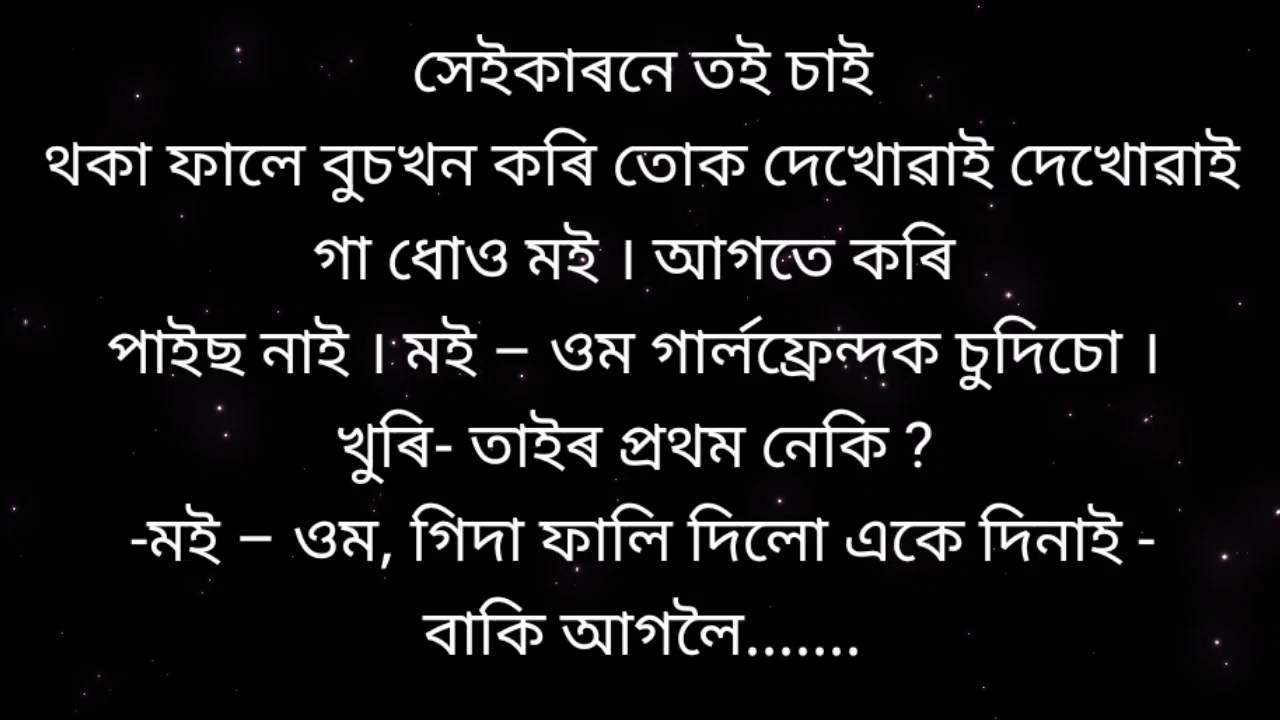 সেইকাৰনে তই চাই
থকা ফালে বুচখন কৰি তোক দেখোৱাই দেখোৱাই
গা ধোও মই । আগতে কৰি
পাইছ নাই । মই – ওম গাৰ্লফ্ৰেন্দক চুদিচো ।
খুৰি- তাইৰ প্ৰথম নেকি ?
-মই – ওম, গিদা ফালি দিলো একে দিনাই -
বাকি আগলৈ.......